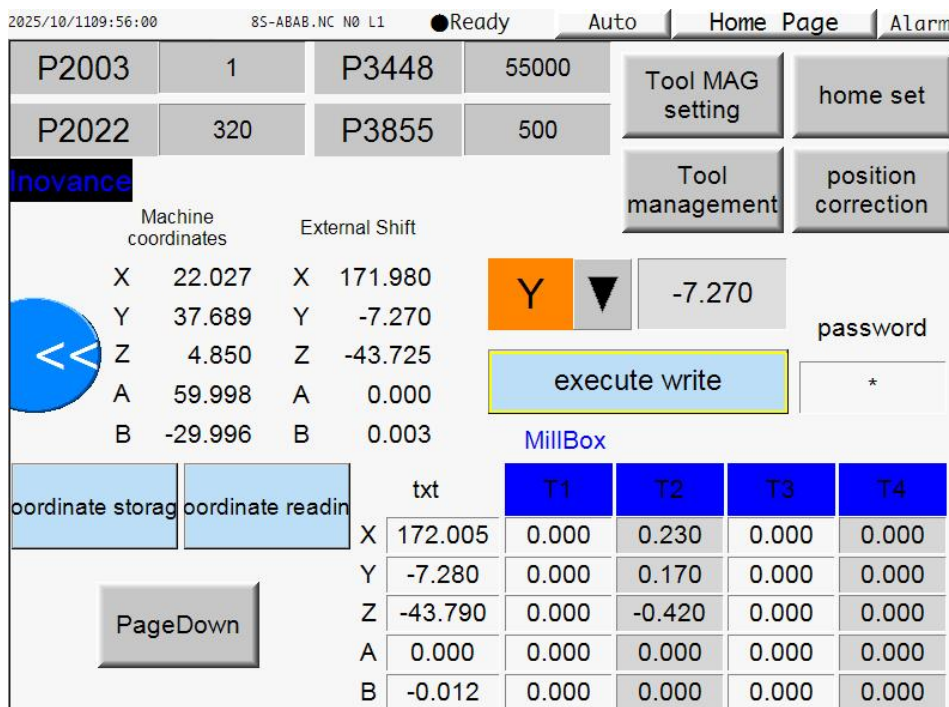 2025/10/1109:56:00 8S-ABAB.NC N0 L1 ●Ready Auto Home Page Alarm
P2003 1 P3448 55000 Tool MAG setting home set
P2022 320 P3855 500 Tool management position correction
Inovance
Machine coordinates External Shift
X 22.027 X 171.980 Y ▼ -7.270
Y 37.689 Y -7.270 password
<< Z 4.850 Z -43.725 execute write *
A 59.998 A 0.000
B -29.996 B 0.003 MillBox
oordinate storag oordinate readin txt T1 T2 T3 T4
X 172.005 0.000 0.230 0.000 0.000
Y -7.280 0.000 0.170 0.000 0.000
PageDown Z -43.790 0.000 -0.420 0.000 0.000
A 0.000 0.000 0.000 0.000 0.000
B -0.012 0.000 0.000 0.000 0.000